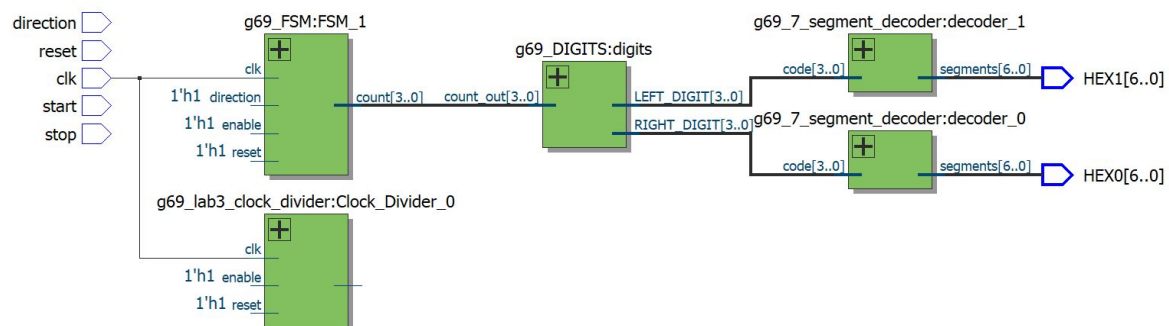 direction
reset
clk
start
stop
g69_FSM:FSM_1
clk
1'h1 direction
1'h1 enable
1'h1 reset
count[3..0]
g69_DIGITS:digits
count_out[3..0]
LEFT_DIGIT[3..0]
RIGHT_DIGIT[3..0]
g69_7_segment_decoder:decoder_1
code[3..0]
segments[6..0]
HEX1[6..0]
g69_7_segment_decoder:decoder_0
code[3..0]
segments[6..0]
HEX0[6..0]
g69_lab3_clock_divider:Clock_Divider_0
clk
1'h1 enable
1'h1 reset